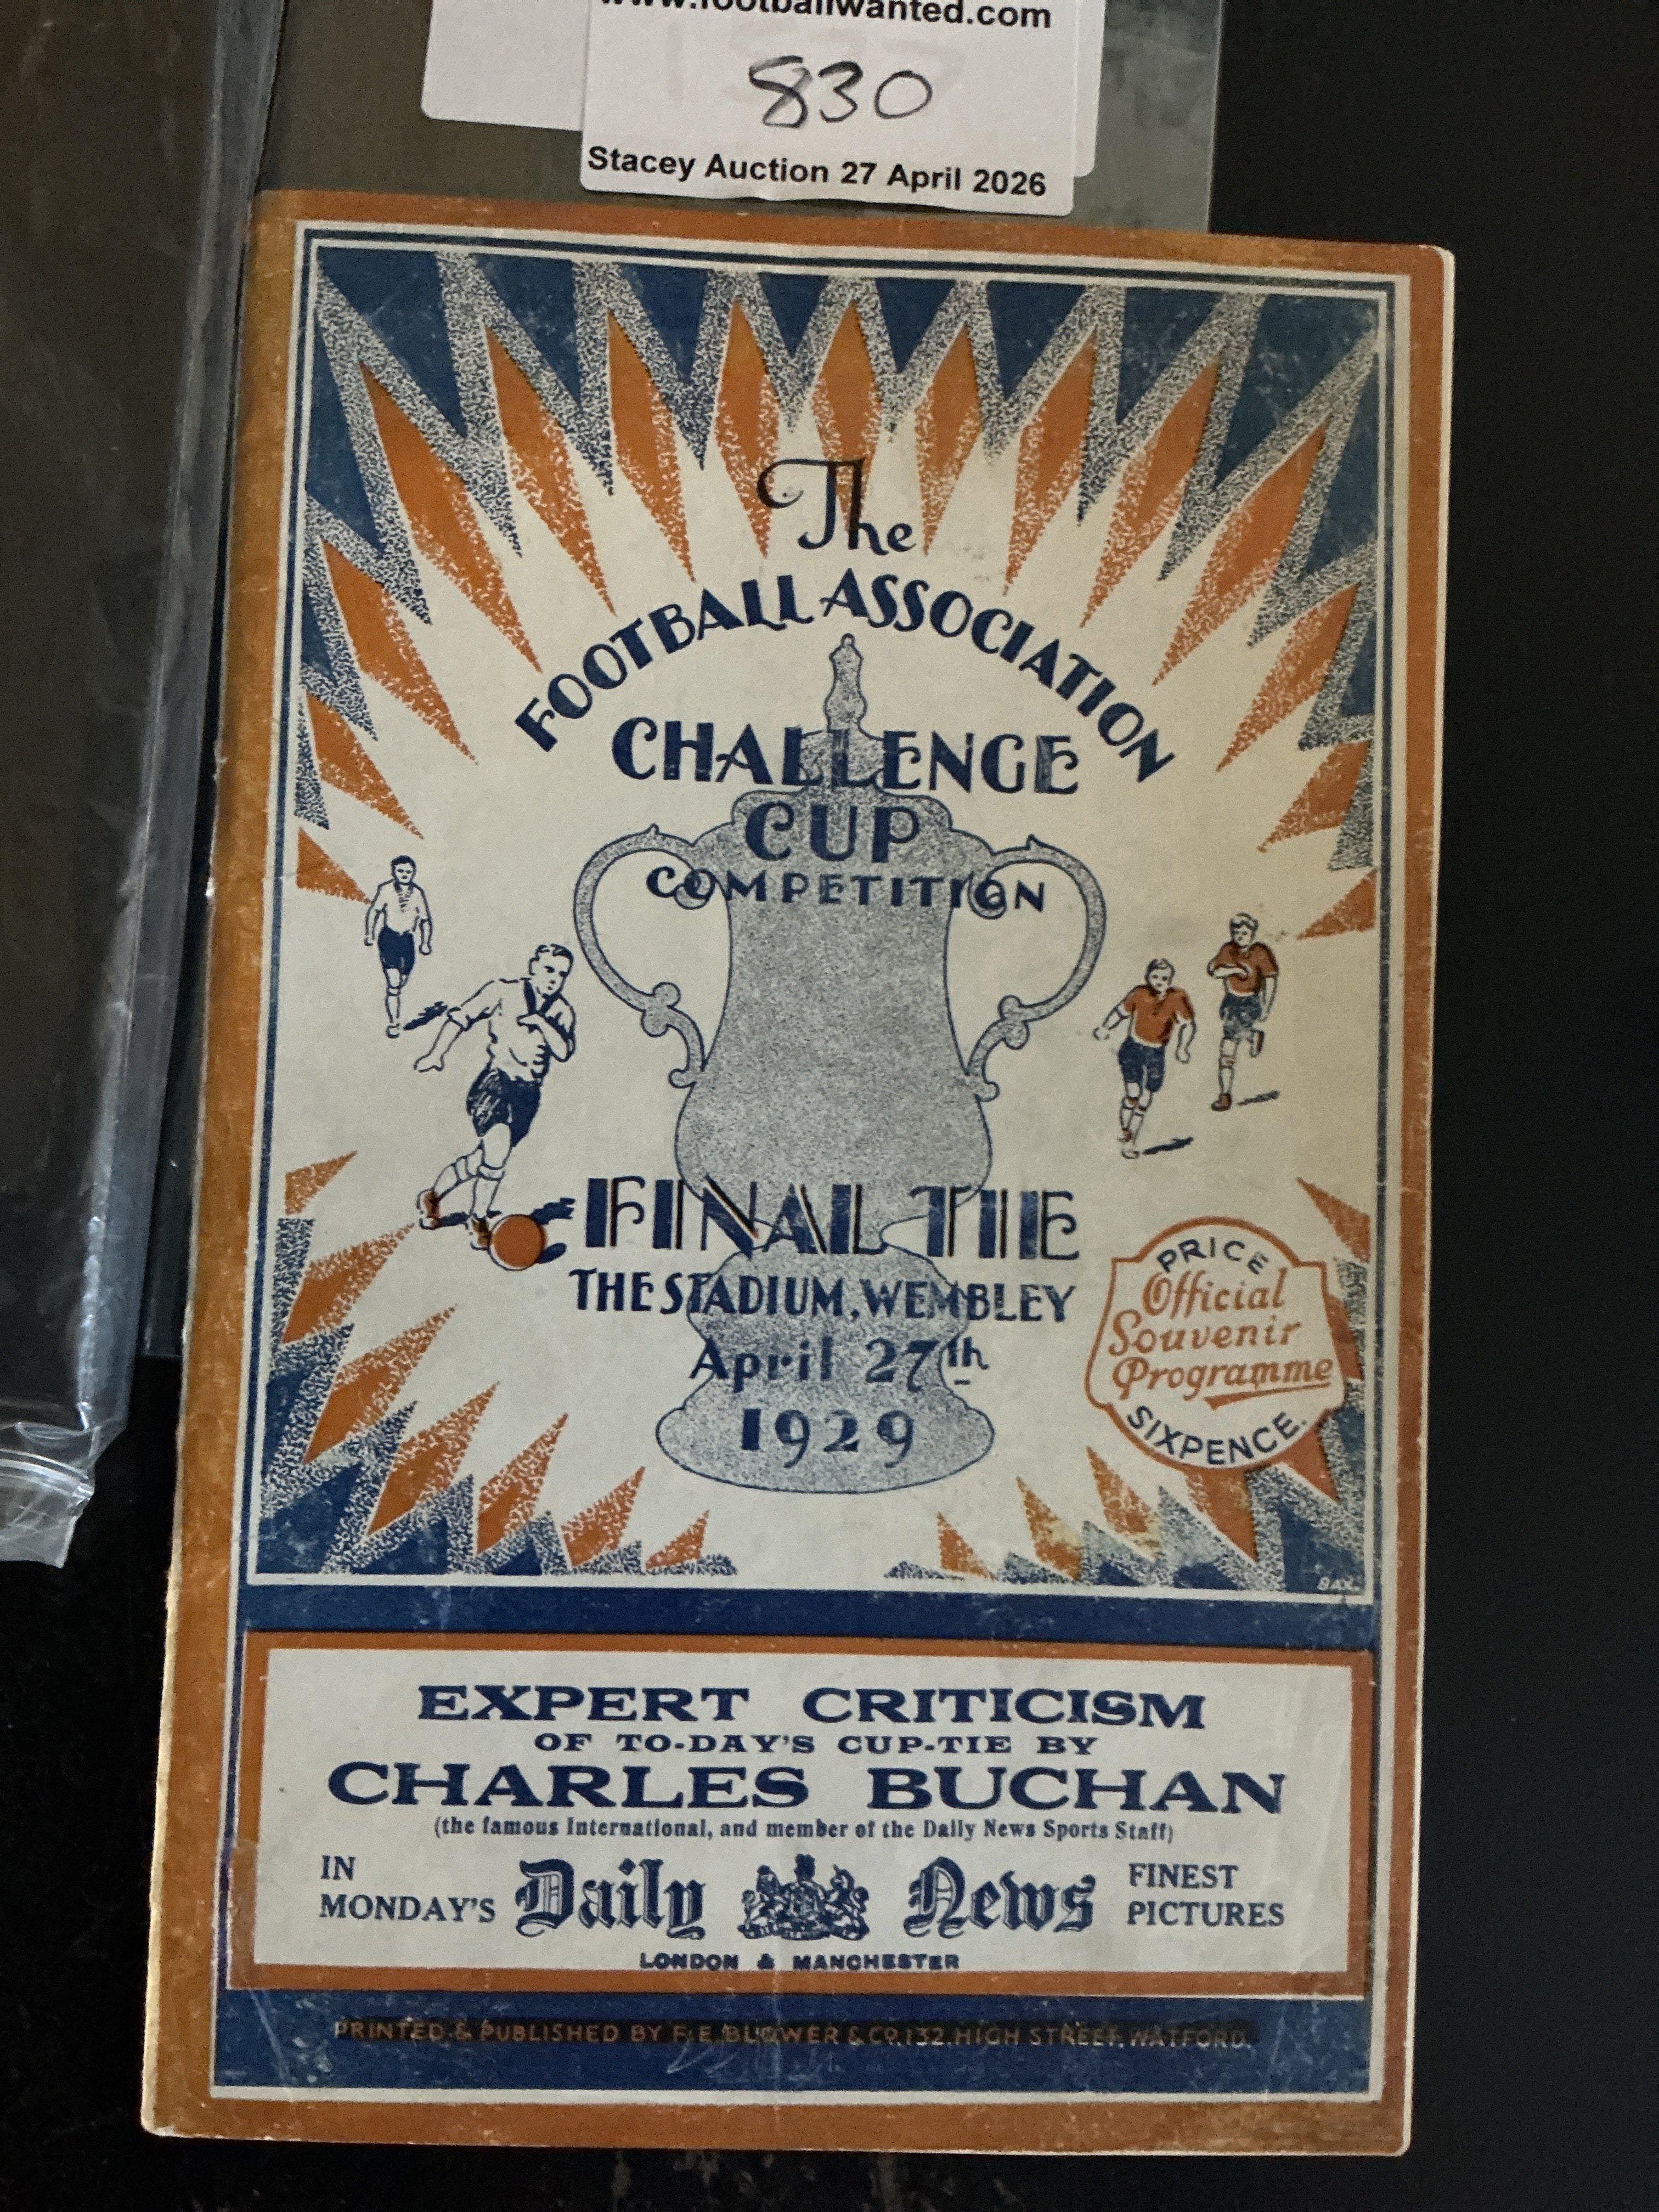 www.footballwanted.com
830
Stacey Auction 27 April 2026
The
FOOTBALL ASSOCIATION
CHALLENGE
CUP
COMPETITION
FINAL TIE
THE STADIUM, WEMBLEY
April 27th
1929
PRICE
Official
Souvenir
Programme
SIXPENCE.
BAX.
EXPERT CRITICISM
OF TO-DAY'S CUP-TIE BY
CHARLES BUCHAN
(the famous International, and member of the Daily News Sports Staff)
IN MONDAY'S
Daily News
FINEST PICTURES
LONDON & MANCHESTER
PRINTED & PUBLISHED BY F. E. BLOWER & CO. 132. HIGH STREET, WATFORD.